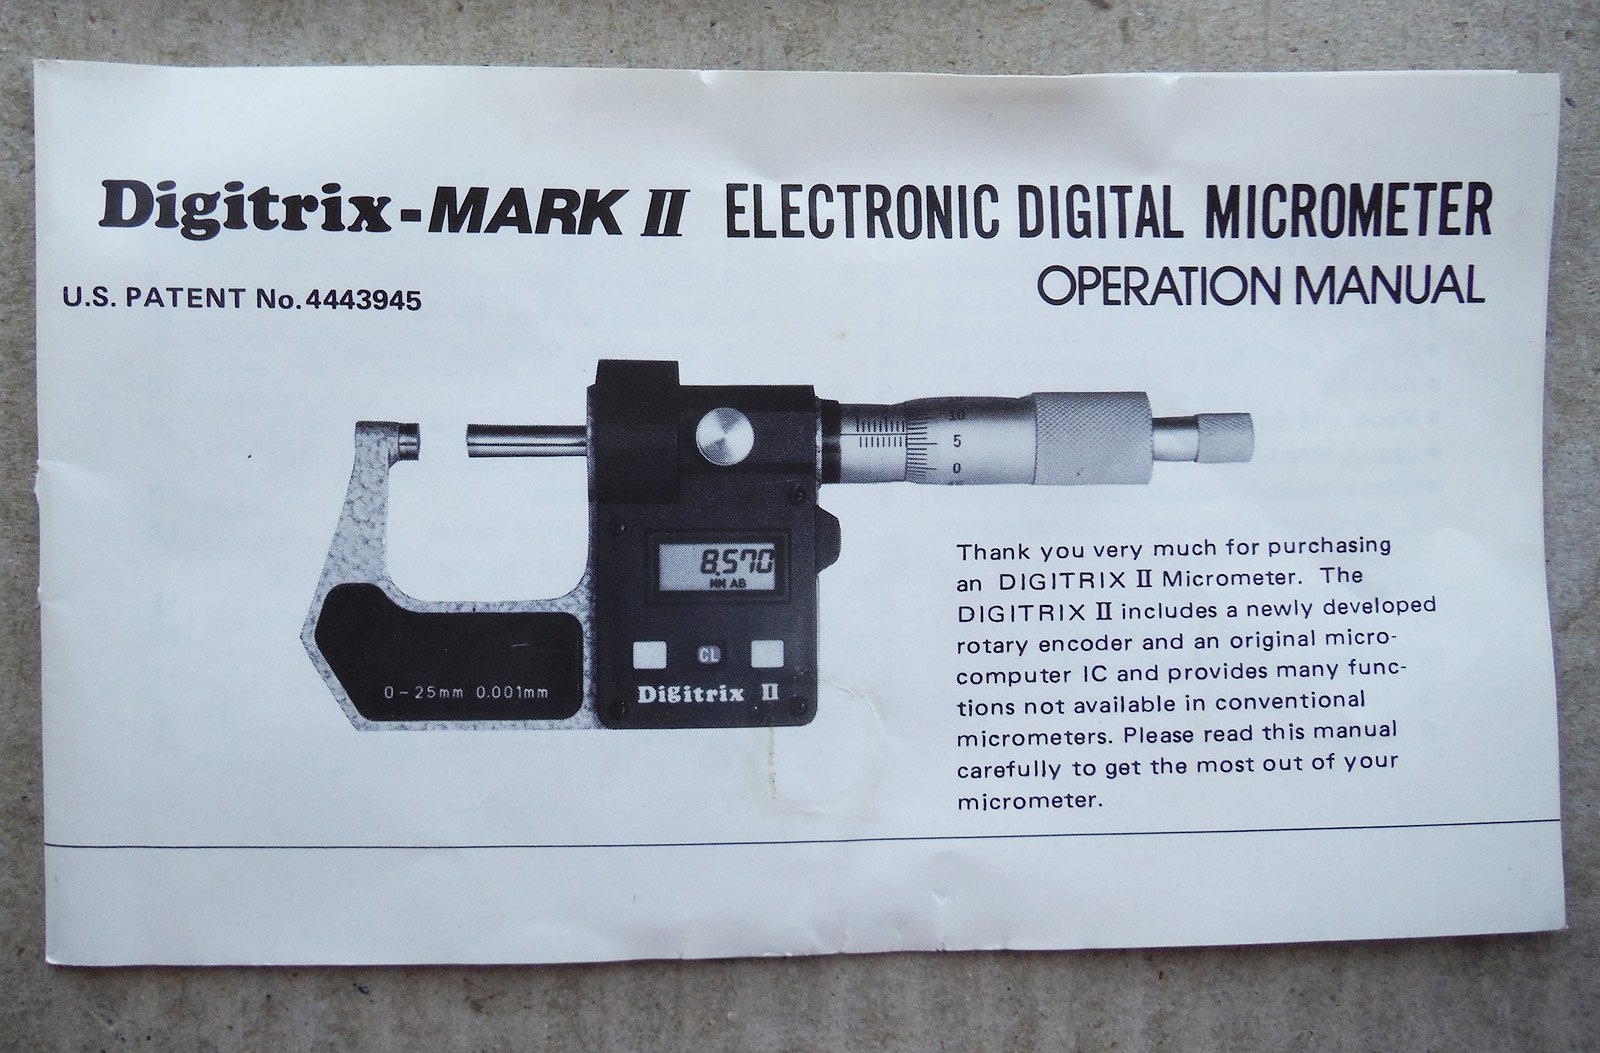 Digitrix-MARK II ELECTRONIC DIGITAL MICROMETER
OPERATION MANUAL
U.S. PATENT No. 4443945
10
5
0
8.570
MM AB
CL
Digitrix II
0-25mm 0.001mm
Thank you very much for purchasing
an DIGITRIX II Micrometer. The
DIGITRIX II includes a newly developed
rotary encoder and an original micro-
computer IC and provides many func-
tions not available in conventional
micrometers. Please read this manual
carefully to get the most out of your
micrometer.